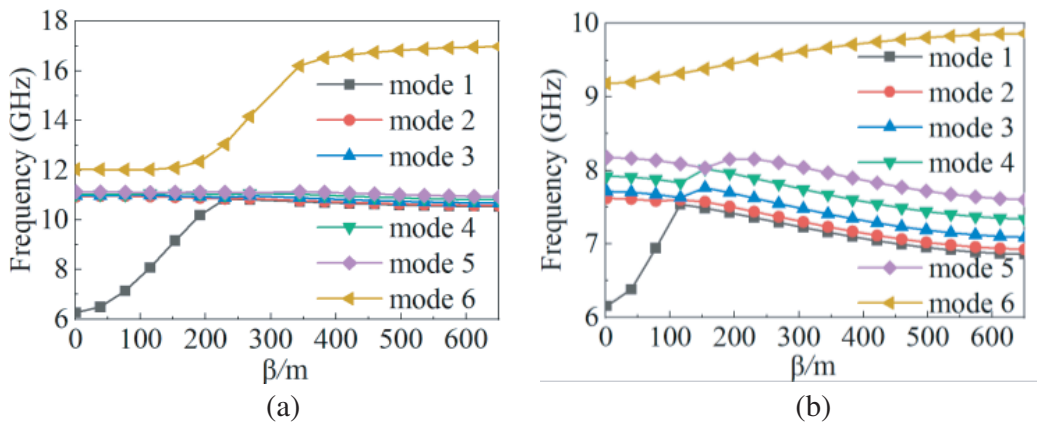 18
16
14
12
10
8
6
Frequency (GHz)
mode 1
mode 2
mode 3
mode 4
mode 5
mode 6
0 100 200 300 400 500 600
β/m
(a)
10
9
8
7
6
Frequency (GHz)
mode 1
mode 2
mode 3
mode 4
mode 5
mode 6
0 100 200 300 400 500 600
β/m
(b)